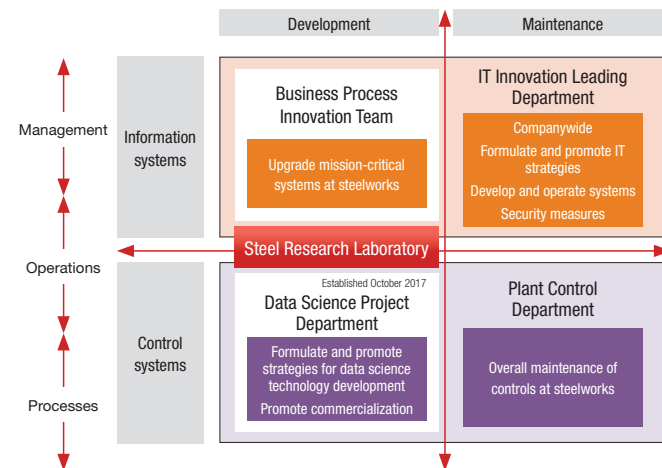 Development
Maintenance
Management
Operations
Processes
Information
systems
Control
systems
Business Process
Innovation Team
Upgrade mission-critical
systems at steelworks
IT Innovation Leading
Department
Companywide
Formulate and promote IT
strategies
Develop and operate systems
Security measures
Steel Research Laboratory
Established October 2017
Data Science Project
Department
Formulate and promote
strategies for data science
technology development
Promote commercialization
Plant Control
Department
Overall maintenance of
controls at steelworks